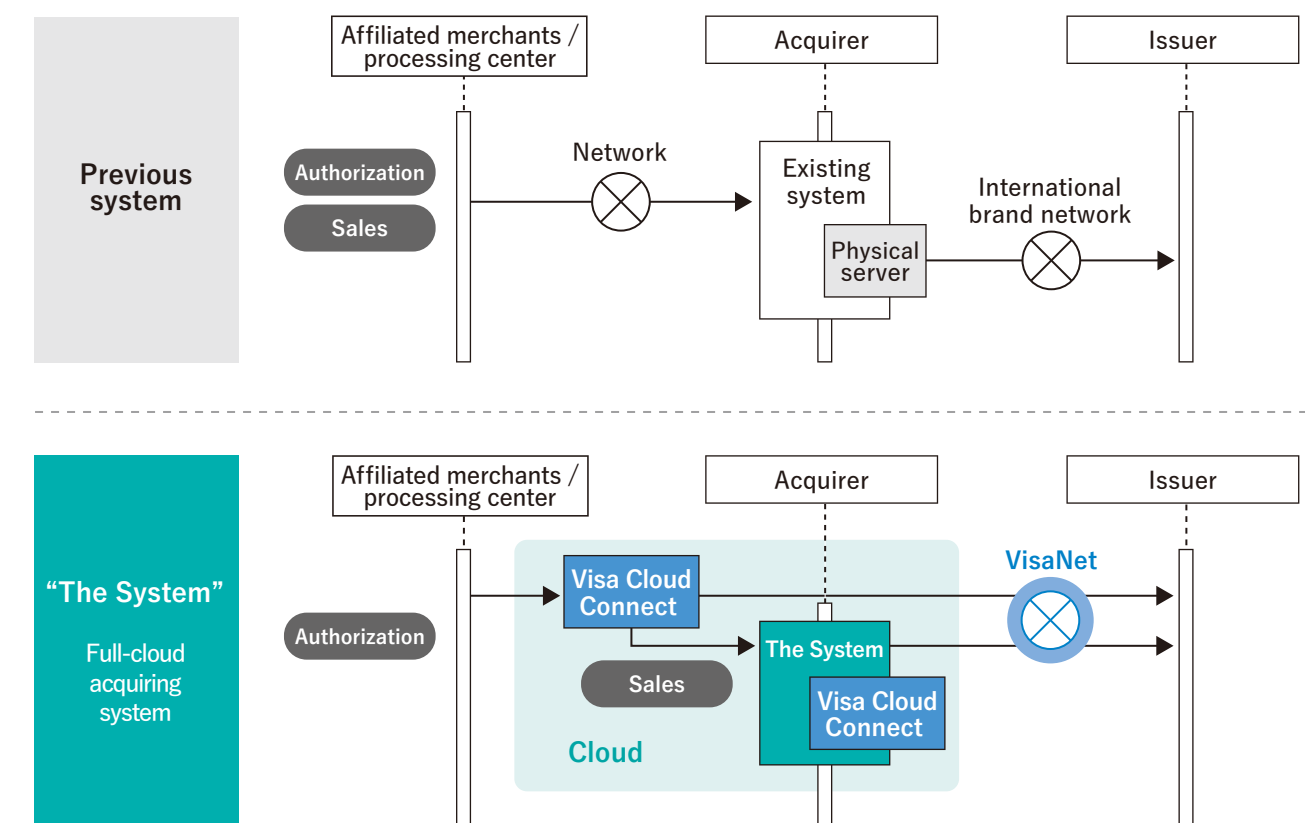 Previous
system
Affiliated merchants /
processing center
Acquirer
Issuer
Authorization
Sales
Network
Existing
system
Physical
server
International
brand network
“The System”
Full-cloud
acquiring
system
Affiliated merchants /
processing center
Acquirer
Issuer
Authorization
Visa Cloud
Connect
Sales
The System
Visa Cloud
Connect
Cloud
VisaNet